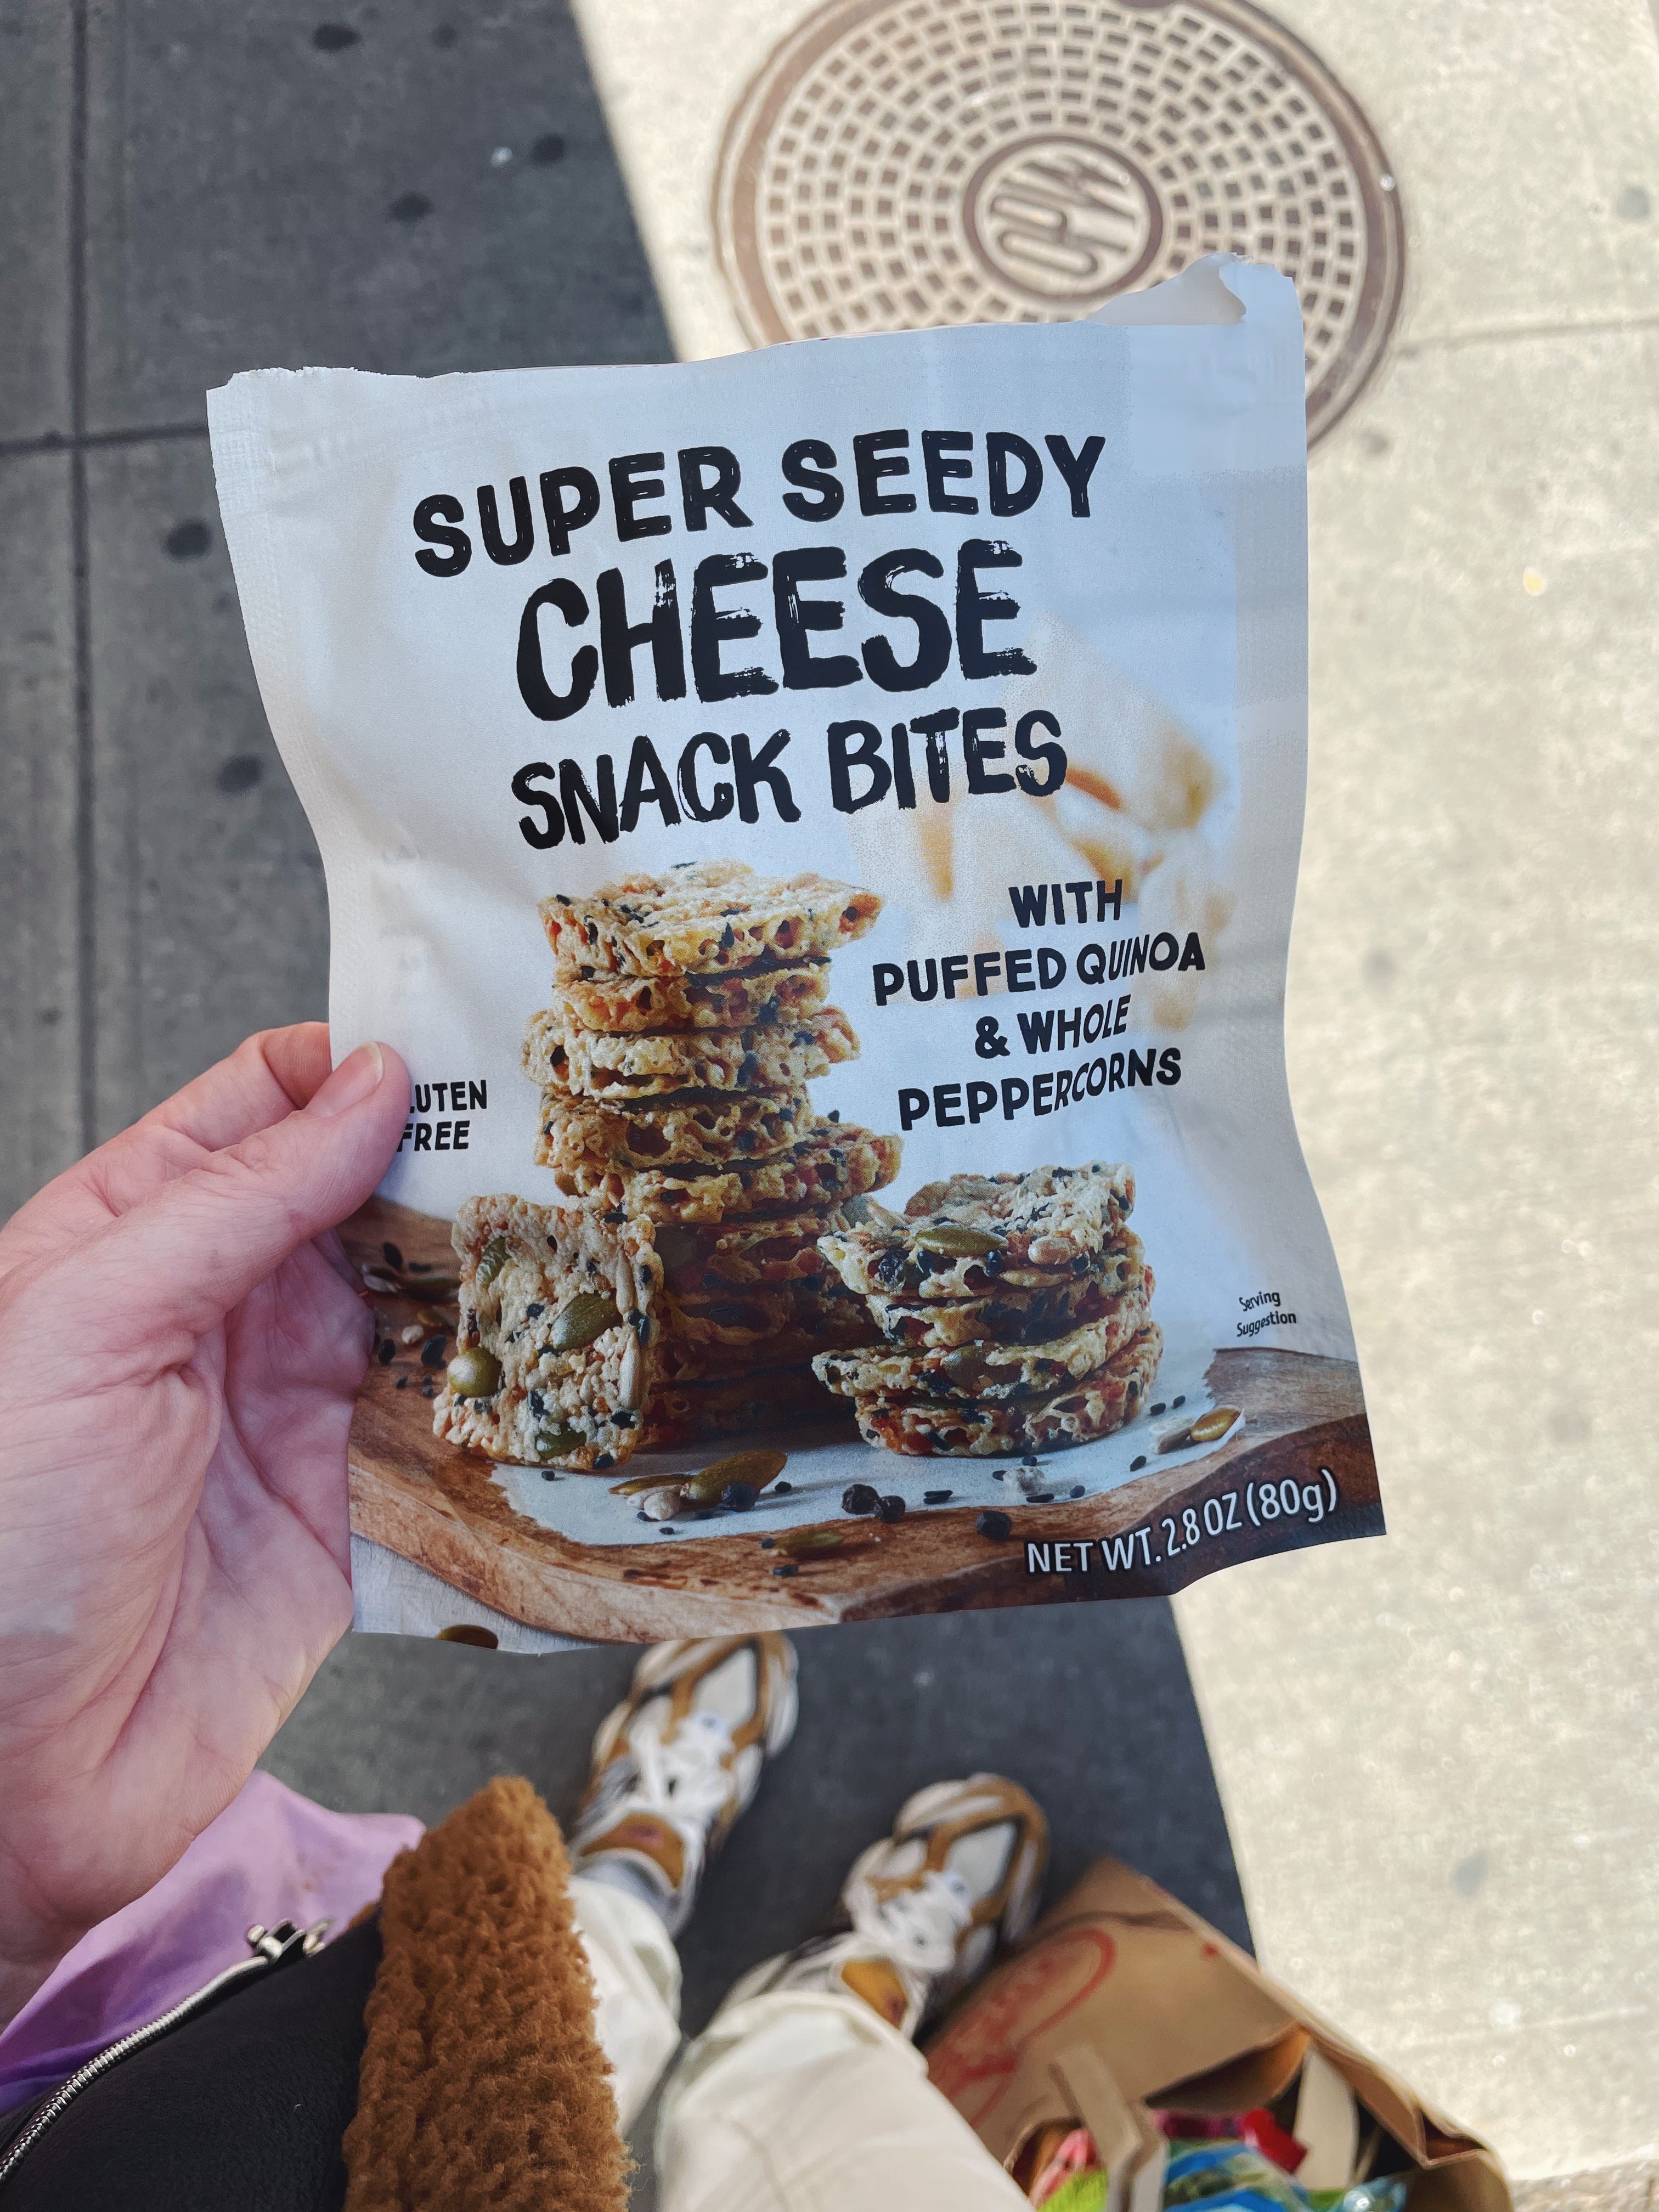 SUPER SEEDY
CHEESE
SNACK BITES
WITH
PUFFED QUINOA
& WHOLE
PEPPERCORNS
LUTEN
FREE
Serving
Suggestion
NET WT. 2.8 OZ (80g)